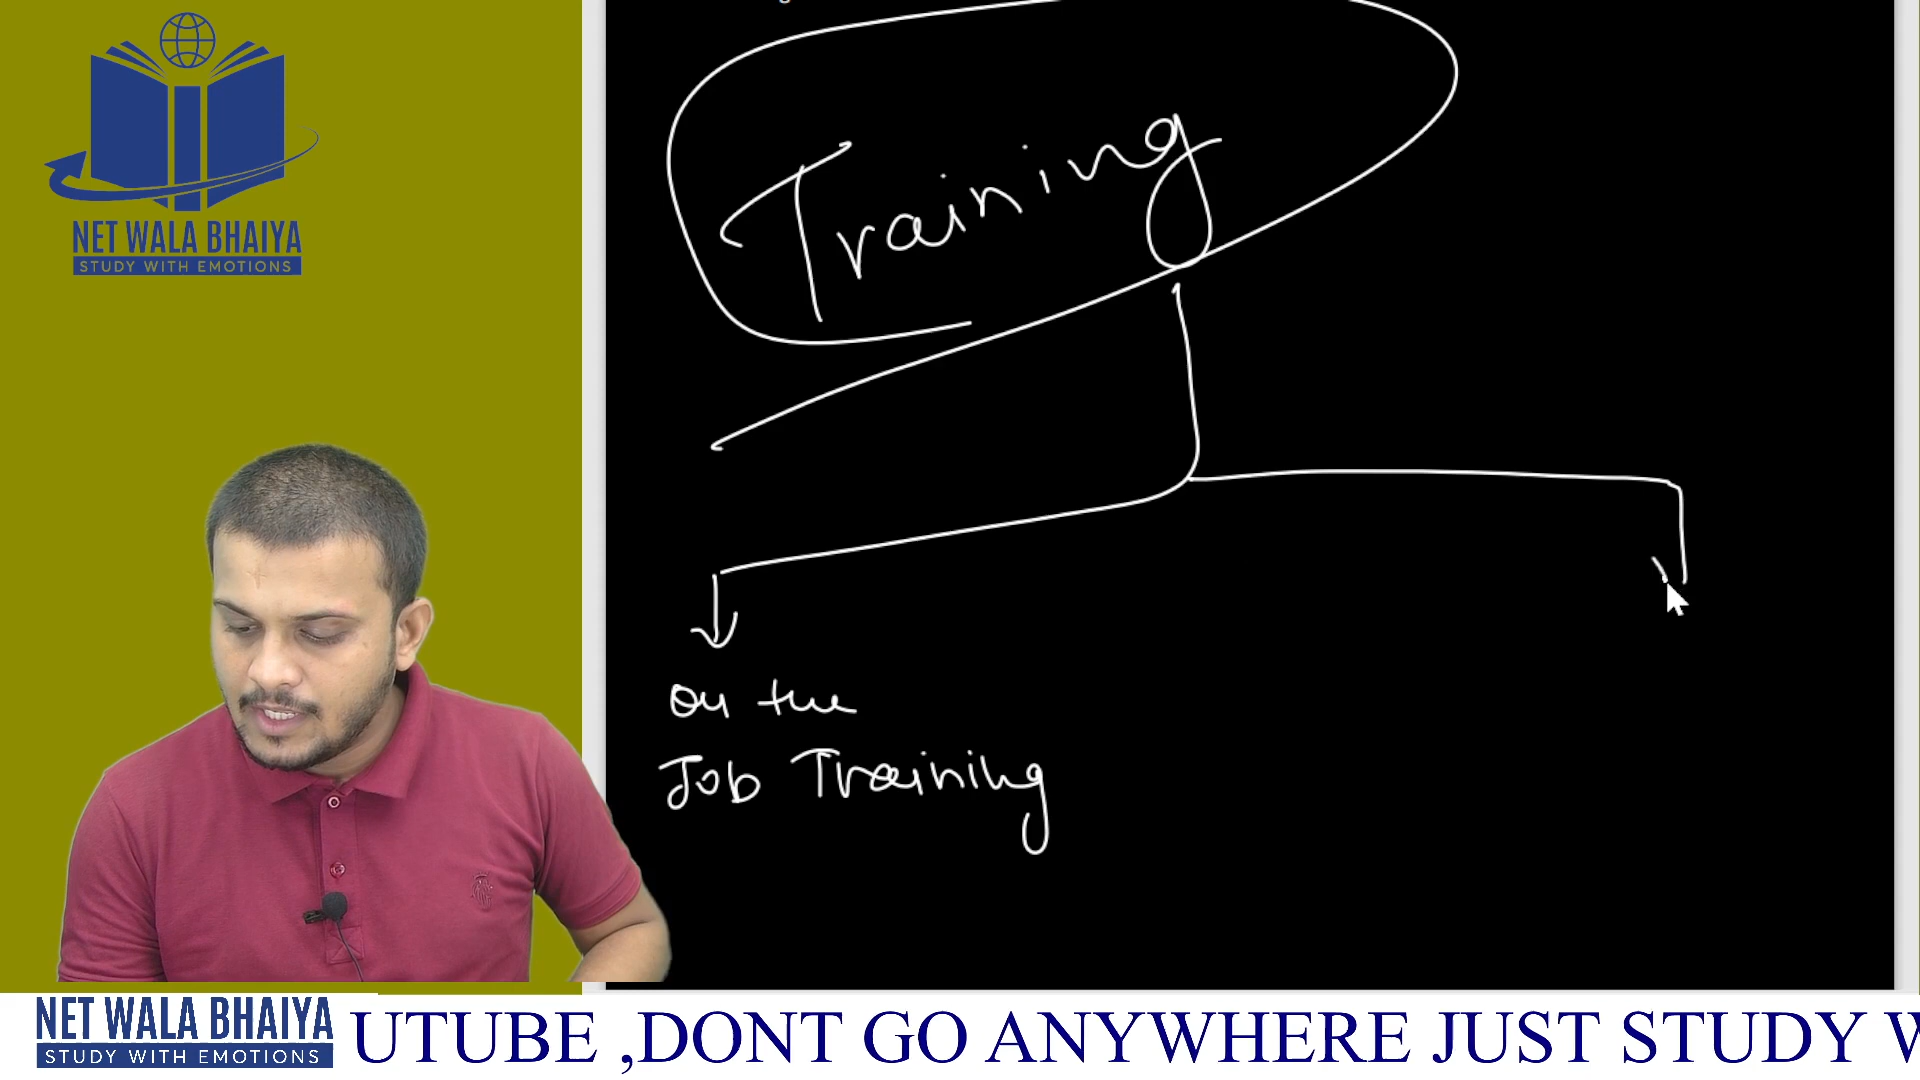 NET WALA BHAIYA
STUDY WITH EMOTIONS
Training
on the
Job Training
NET WALA BHAIYA
STUDY WITH EMOTIONS
UTUBE ,DONT GO ANYWHERE JUST STUDY W